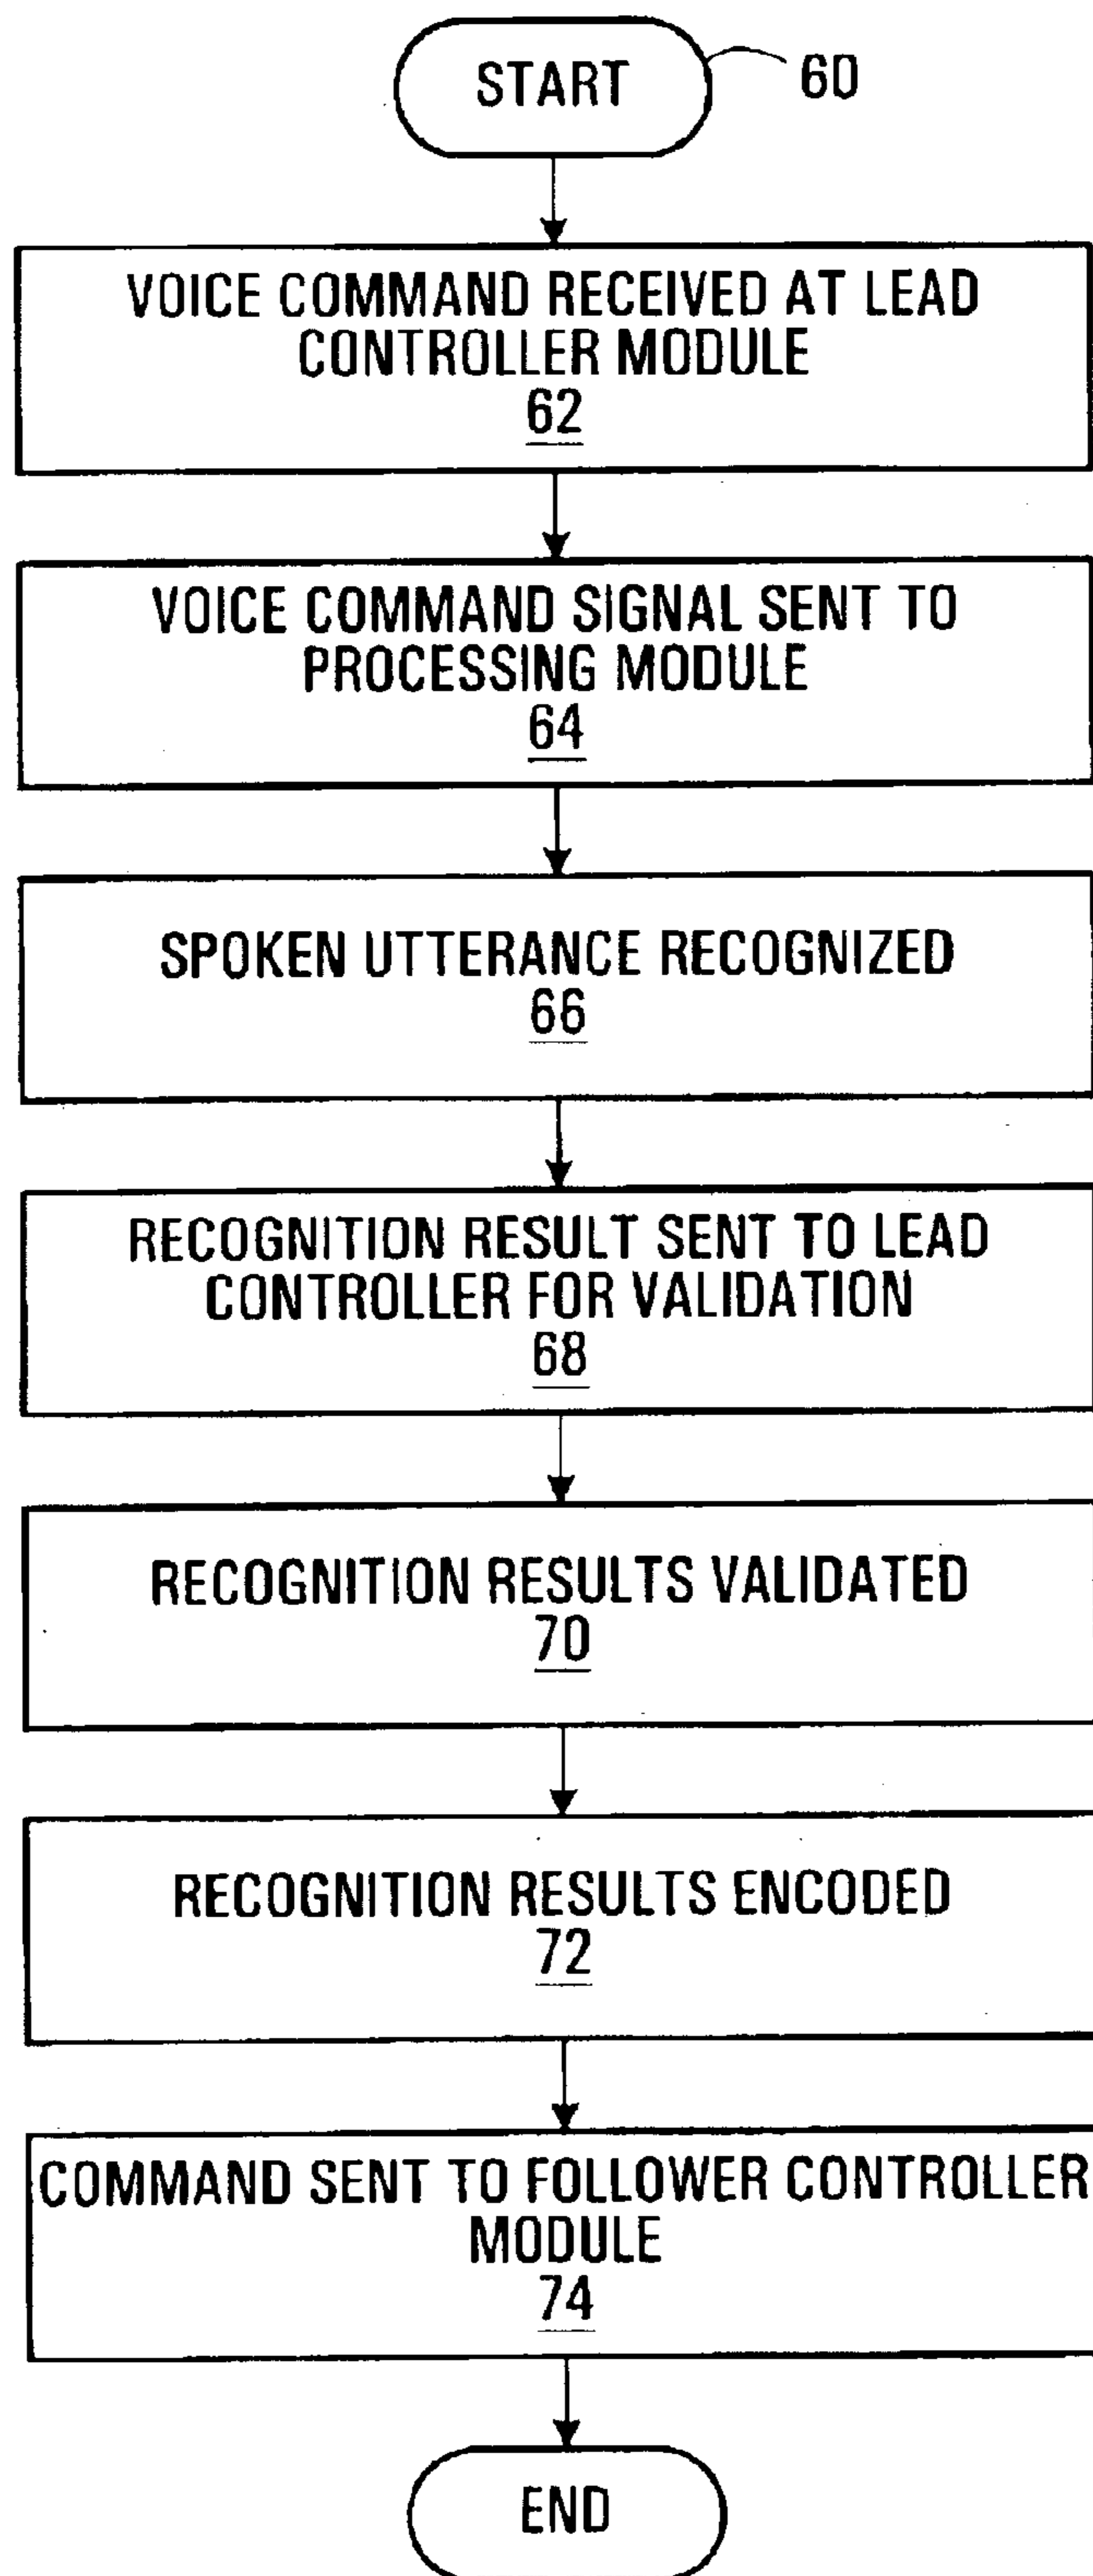 START 60
VOICE COMMAND RECEIVED AT LEAD
CONTROLLER MODULE
62
VOICE COMMAND SIGNAL SENT TO
PROCESSING MODULE
64
SPOKEN UTTERANCE RECOGNIZED
66
RECOGNITION RESULT SENT TO LEAD
CONTROLLER FOR VALIDATION
68
RECOGNITION RESULTS VALIDATED
70
RECOGNITION RESULTS ENCODED
72
COMMAND SENT TO FOLLOWER CONTROLLER
MODULE
74
END